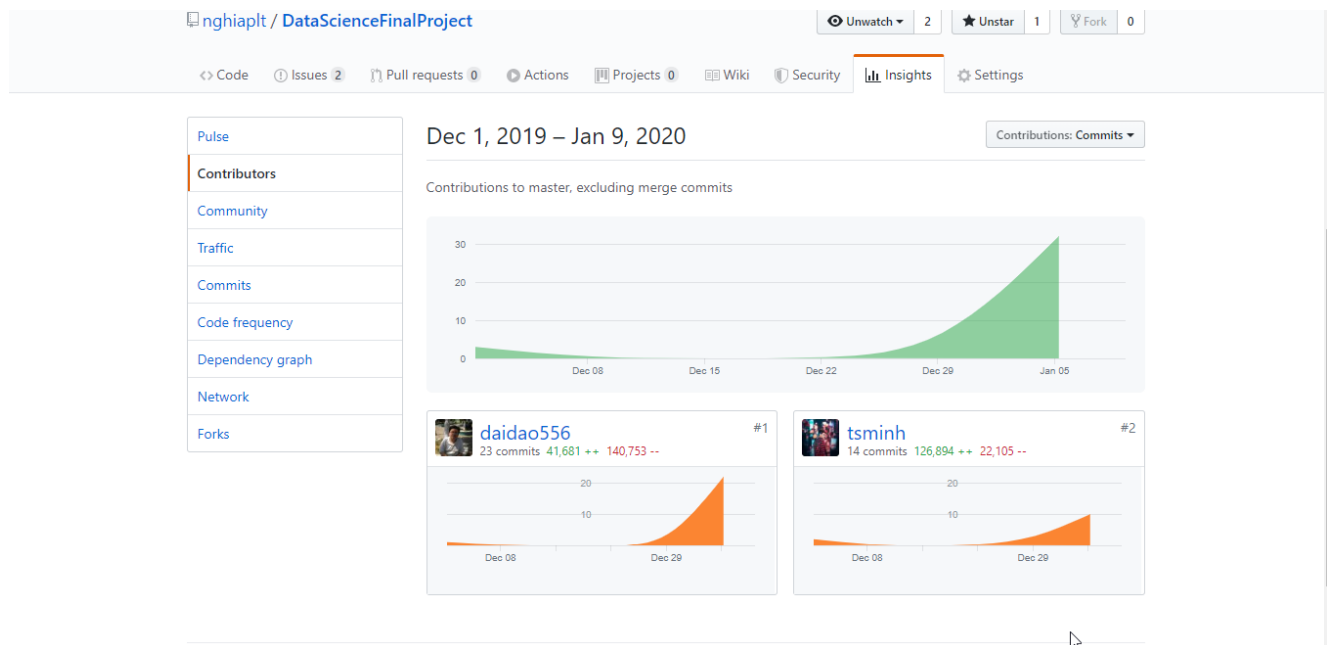 nghiaplt / DataScienceFinalProject
Unwatch 2 Unstar 1 Fork 0
Code Issues 2 Pull requests 0 Actions Projects 0 Wiki Security Insights Settings
Pulse
Contributors
Community
Traffic
Commits
Code frequency
Dependency graph
Network
Forks
Dec 1, 2019 – Jan 9, 2020
Contributions: Commits
Contributions to master, excluding merge commits
30
20
10
0
Dec 08 Dec 15 Dec 22 Dec 29 Jan 05
daidao556 #1
23 commits 41,681 ++ 140,753 --
20
10
Dec 08 Dec 29
tsminh #2
14 commits 126,894 ++ 22,105 --
20
10
Dec 08 Dec 29